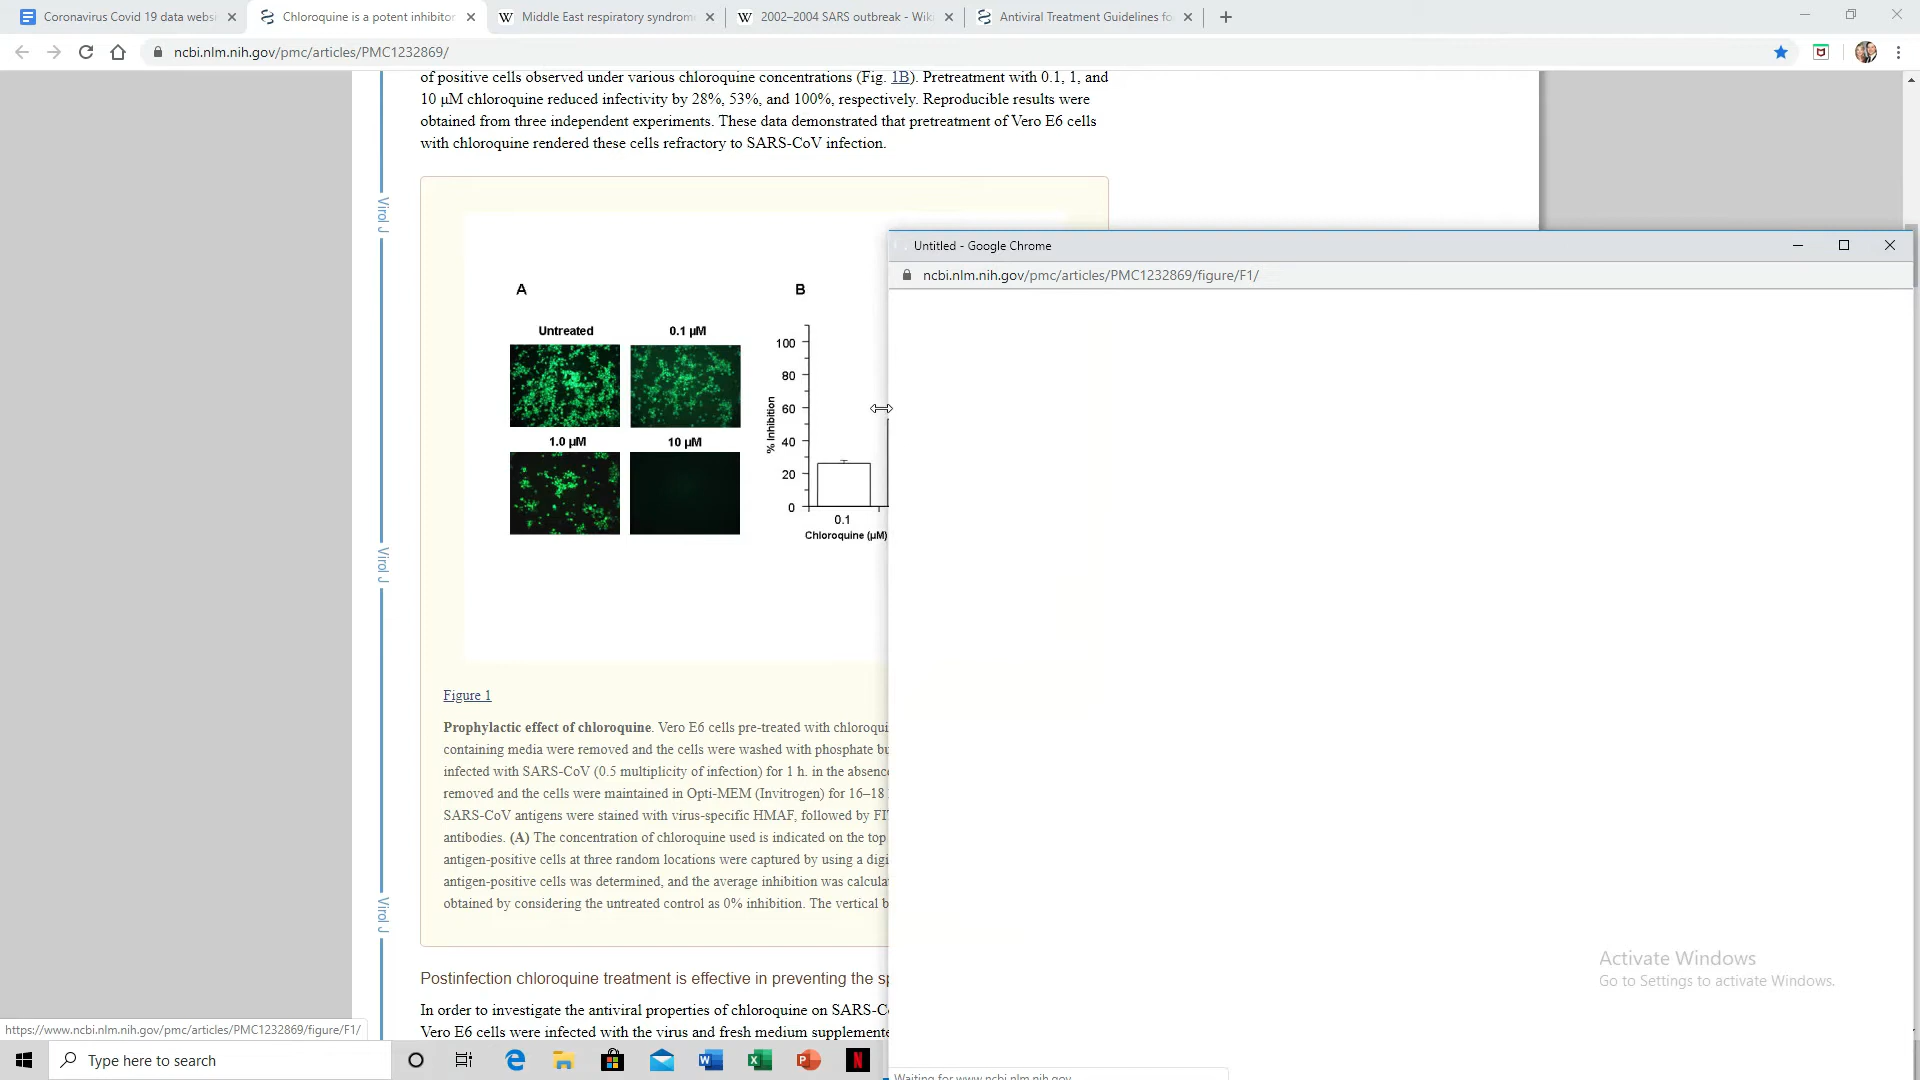 Coronavirus Covid 19 data websi
Chloroquine is a potent inhibitor
Middle East respiratory syndrom
2002–2004 SARS outbreak - Wiki
Antiviral Treatment Guidelines fo
ncbi.nlm.nih.gov/pmc/articles/PMC1232869/
of positive cells observed under various chloroquine concentrations (Fig. 1B). Pretreatment with 0.1, 1, and
10 μM chloroquine reduced infectivity by 28%, 53%, and 100%, respectively. Reproducible results were
obtained from three independent experiments. These data demonstrated that pretreatment of Vero E6 cells
with chloroquine rendered these cells refractory to SARS-CoV infection.
Virol J
Virol J
Virol J
A
B
Untreated
0.1 µM
1.0 µM
10 µM
% Inhibition
100
80
60
40
20
0
0.1
Chloroquine (µM)
Figure 1
Prophylactic effect of chloroquine. Vero E6 cells pre-treated with chloroqui
containing media were removed and the cells were washed with phosphate bu
infected with SARS-CoV (0.5 multiplicity of infection) for 1 h. in the absenc
removed and the cells were maintained in Opti-MEM (Invitrogen) for 16–18
SARS-CoV antigens were stained with virus-specific HMAF, followed by FI
antibodies. (A) The concentration of chloroquine used is indicated on the top
antigen-positive cells at three random locations were captured by using a digi
antigen-positive cells was determined, and the average inhibition was calcula
obtained by considering the untreated control as 0% inhibition. The vertical b
Postinfection chloroquine treatment is effective in preventing the sp
In order to investigate the antiviral properties of chloroquine on SARS-C
Vero E6 cells were infected with the virus and fresh medium supplemente
Untitled - Google Chrome
ncbi.nlm.nih.gov/pmc/articles/PMC1232869/figure/F1/
Activate Windows
Go to Settings to activate Windows.
https://www.ncbi.nlm.nih.gov/pmc/articles/PMC1232869/figure/F1/
Waiting for www.ncbi.nlm.nih.gov
Type here to search